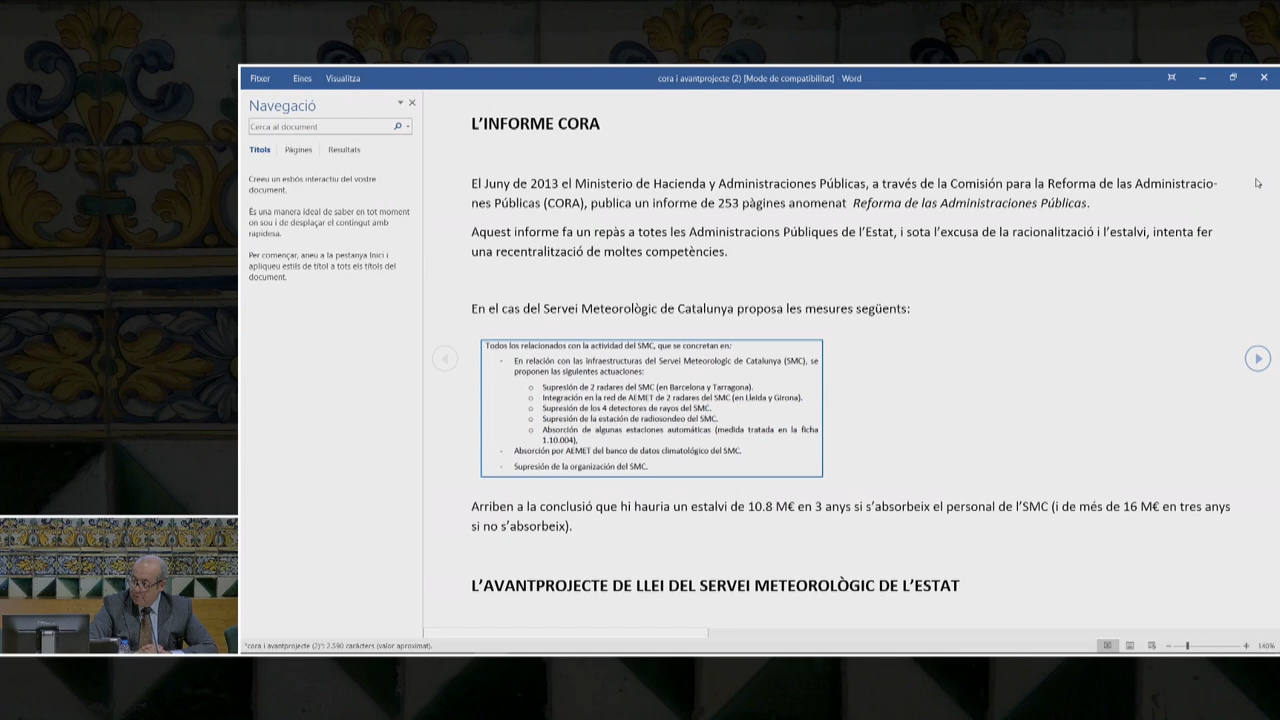 Fitxer Eines Visualitza
cora i avantprojecte (2) [Mode de compatibilitat] - Word
Navegació
Cerca al document
Títols Pàgines Resultats
Creeu un esbós interactiu del vostre
document.
És una manera ideal de saber en tot moment
on sou i de desplaçar el contingut amb
rapidesa.
Per començar, aneu a la pestanya Inici i
apliqueu estils de títol a tots els títols del
document.
L'INFORME CORA
El Juny de 2013 el Ministerio de Hacienda y Administraciones Públicas, a través de la Comisión para la Reforma de las Administracio-
nes Públicas (CORA), publica un informe de 253 pàgines anomenat Reforma de las Administraciones Públicas.
Aquest informe fa un repàs a totes les Administracions Públiques de l'Estat, i sota l'excusa de la racionalització i l'estalvi, intenta fer
una recentralització de moltes competències.
En el cas del Servei Meteorològic de Catalunya proposa les mesures següents:
Todos los relacionados con la actividad del SMC, que se concretan en:
- En relación con las infraestructuras del Servei Meteorologic de Catalunya (SMC), se
proponen las siguientes actuaciones:
o Supresión de 2 radares del SMC (en Barcelona y Tarragona).
o Integración en la red de AEMET de 2 radares del SMC (en Lleida y Girona).
o Supresión de los 4 detectores de rayos del SMC.
o Supresión de la estación de radiosondeo del SMC.
o Absorción de algunas estaciones automáticas (medida tratada en la ficha
1.10.004),
- Absorción por AEMET del banco de datos climatológico del SMC.
- Supresión de la organización del SMC.
Arriben a la conclusió que hi hauria un estalvi de 10.8 M€ en 3 anys si s'absorbeix el personal de l'SMC (i de més de 16 M€ en tres anys
si no s'absorbeix).
L'AVANTPROJECTE DE LLEI DEL SERVEI METEOROLÒGIC DE L'ESTAT
"cora i avantprojecte (2)": 2.590 caràcters (valor aproximat).
140%